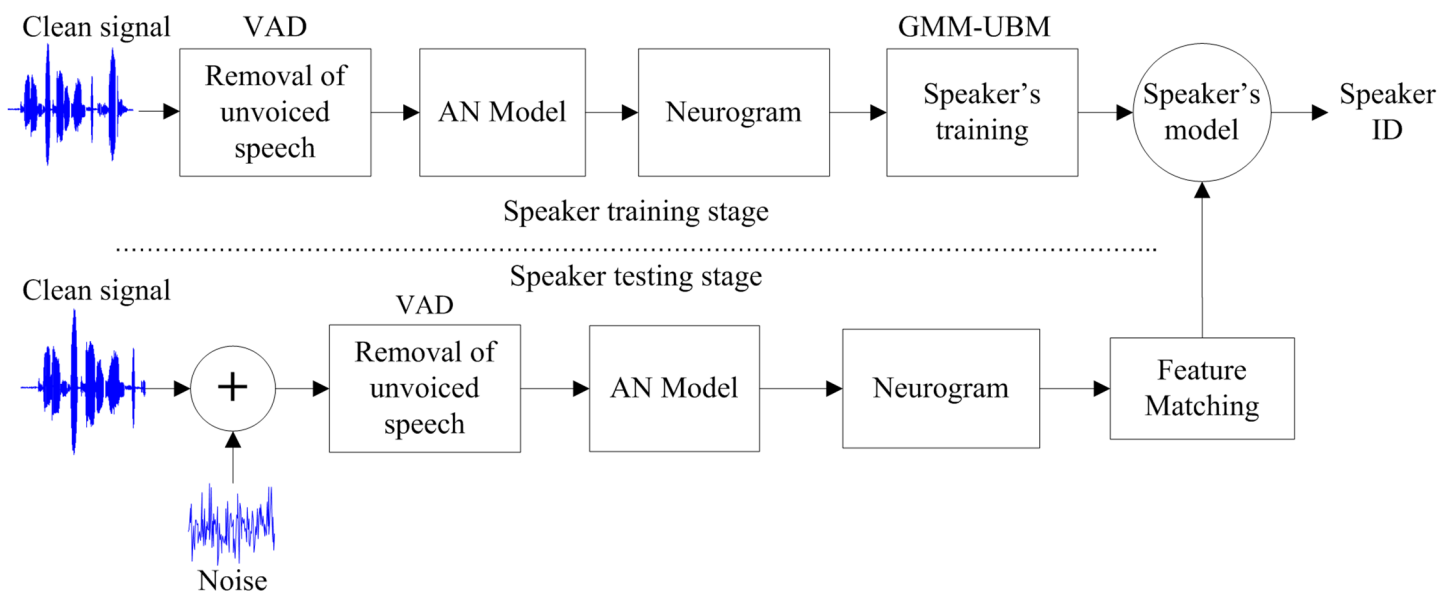 Clean signal
VAD
GMM-UBM
Removal of
unvoiced
speech
AN Model
Neurogram
Speaker’s
training
Speaker’s
model
Speaker
ID
Speaker training stage
Speaker testing stage
Clean signal
VAD
+
Removal of
unvoiced
speech
AN Model
Neurogram
Feature
Matching
Noise